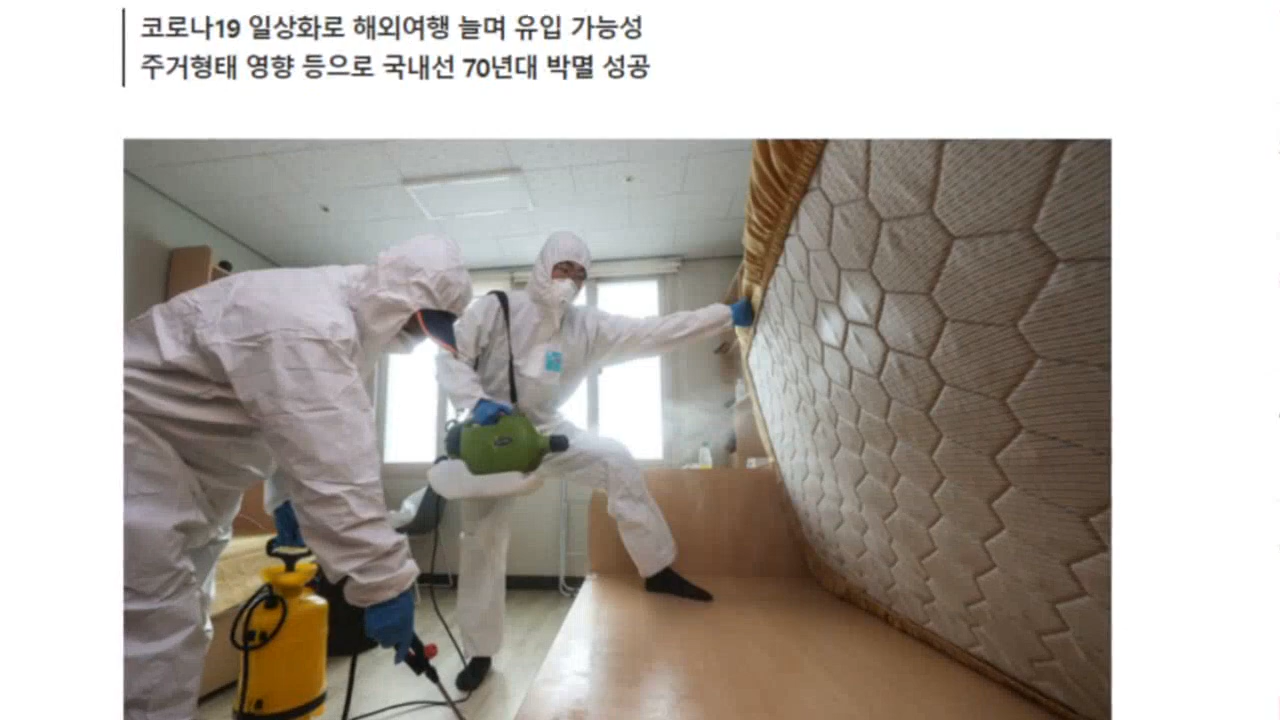 코로나19 일상화로 해외여행 늘며 유입 가능성
주거형태 영향 등으로 국내선 70년대 박멸 성공